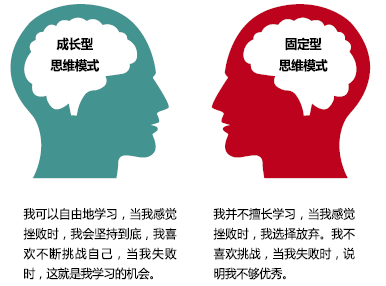 成长型
思维模式
固定型
思维模式
我可以自由地学习，当我感觉
挫败时，我会坚持到底，我喜
欢不断挑战自己，当我失败
时，这就是我学习的机会。
我并不擅长学习，当我感觉
挫败时，我选择放弃。我不
喜欢挑战，当我失败时，说
明我不够优秀。